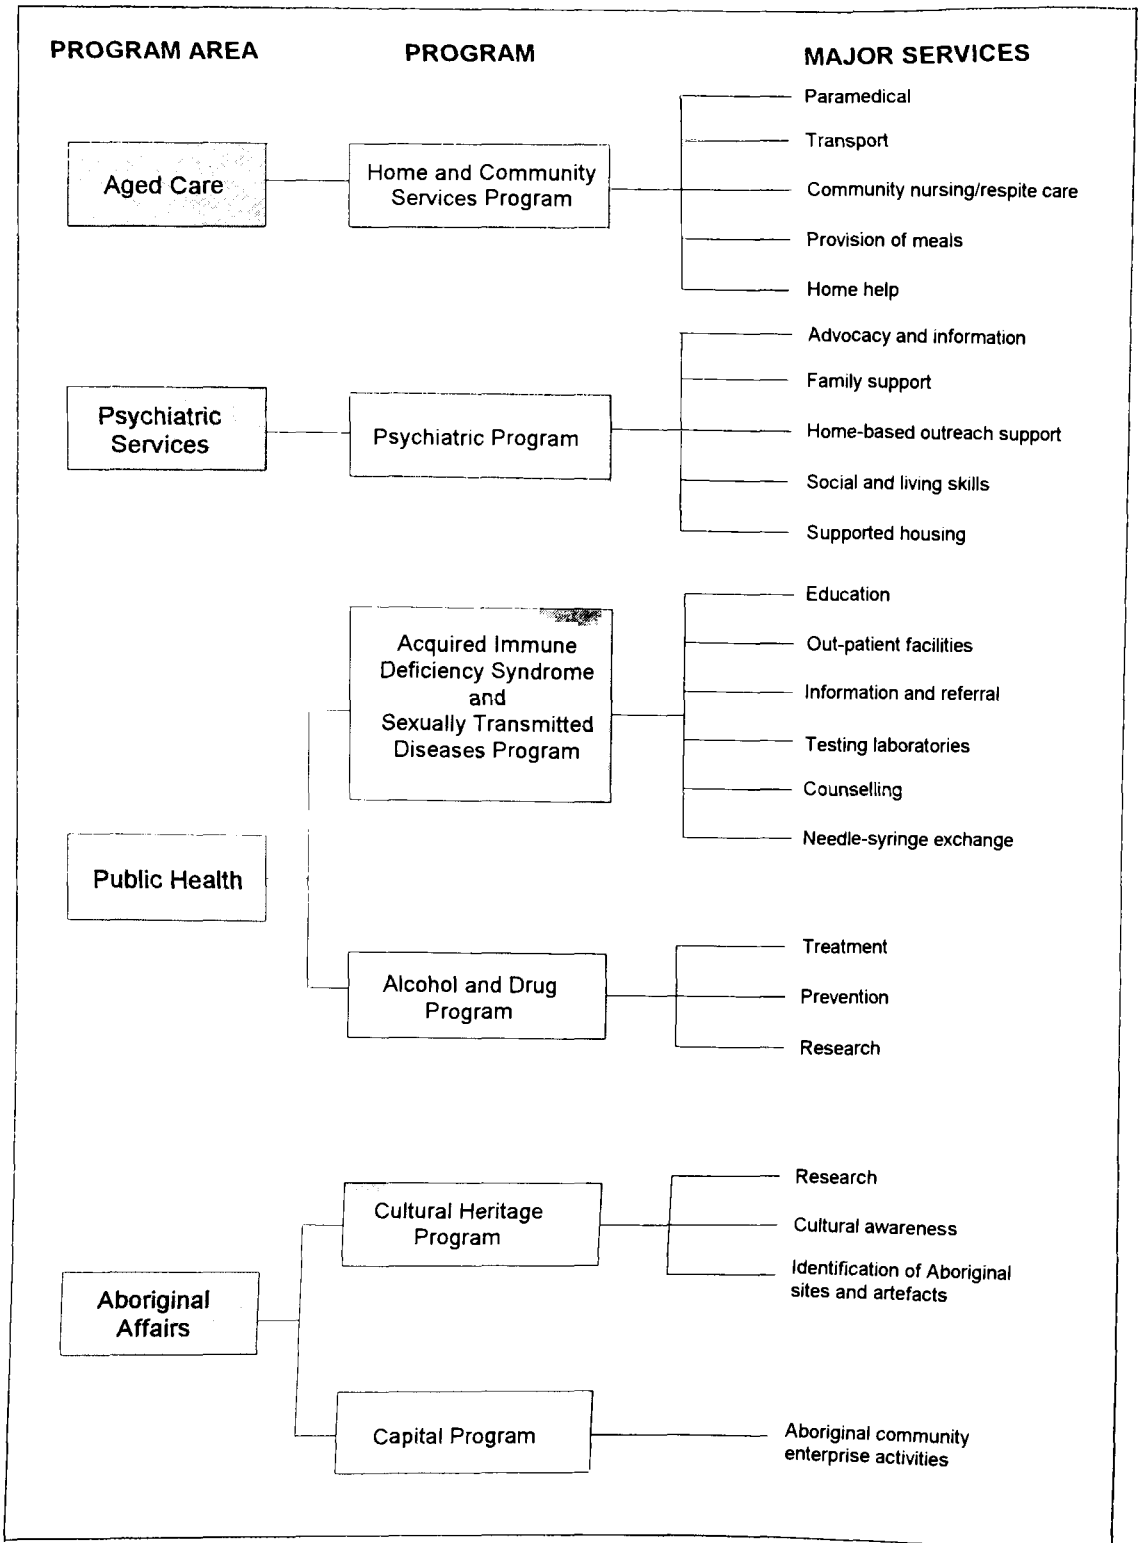 PROGRAM AREA
PROGRAM
MAJOR SERVICES
Aged Care
Home and Community
Services Program
Paramedical
Transport
Community nursing/respite care
Provision of meals
Home help
Psychiatric
Services
Psychiatric Program
Advocacy and information
Family support
Home-based outreach support
Social and living skills
Supported housing
Public Health
Acquired Immune
Deficiency Syndrome
and
Sexually Transmitted
Diseases Program
Education
Out-patient facilities
Information and referral
Testing laboratories
Counselling
Needle-syringe exchange
Alcohol and Drug
Program
Treatment
Prevention
Research
Aboriginal
Affairs
Cultural Heritage
Program
Research
Cultural awareness
Identification of Aboriginal
sites and artefacts
Capital Program
Aboriginal community
enterprise activities